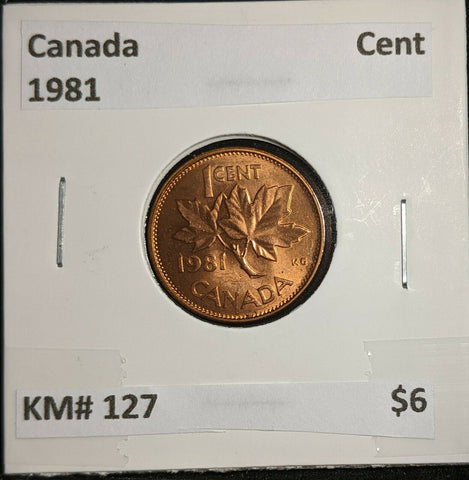 Canada Cent
1981
1 CENT
1981 KG
CANADA
KM# 127 $6